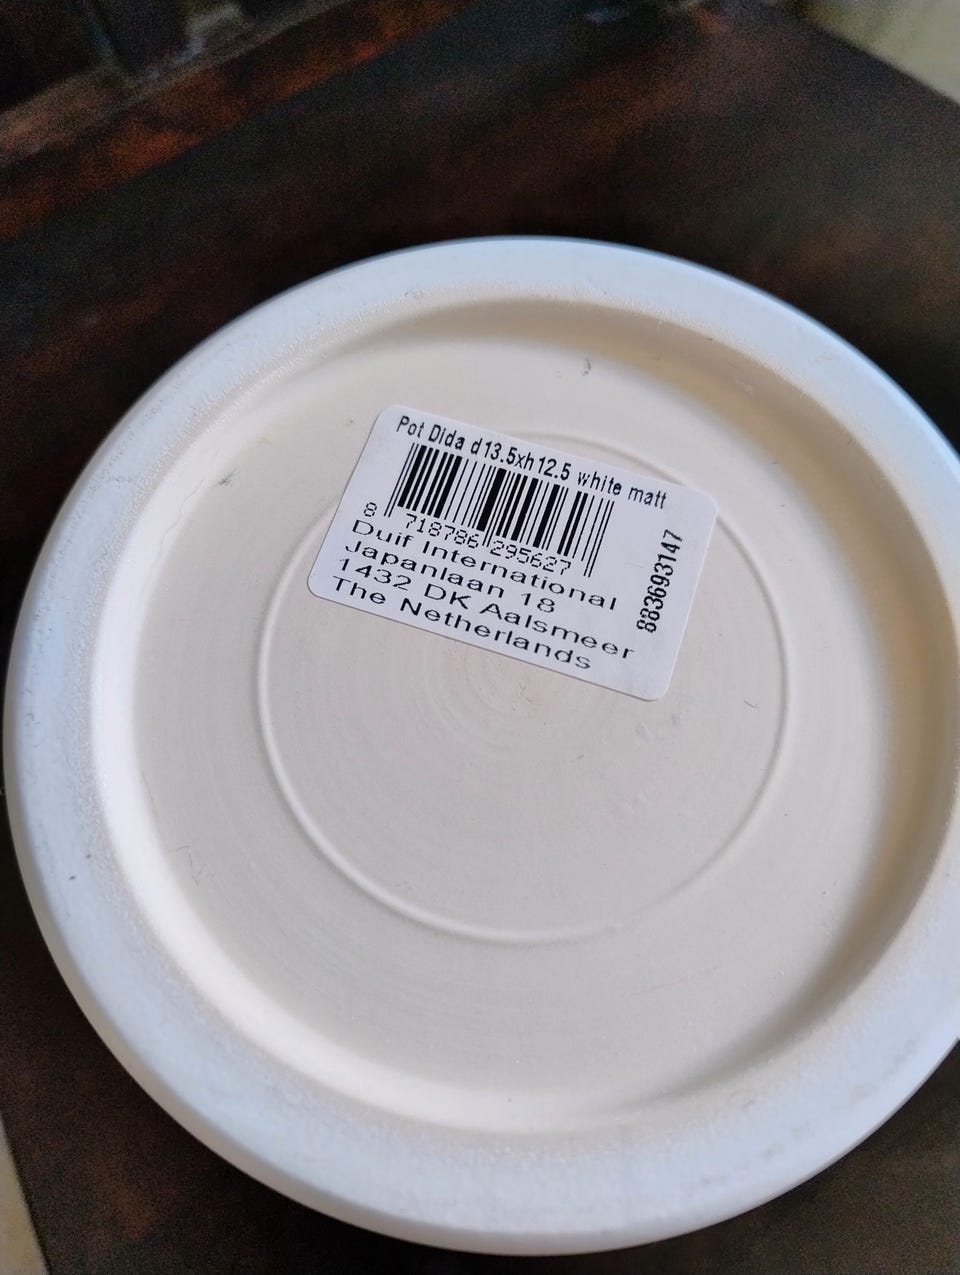 Pot Dida d13.5xh12.5 white matt
8 718786 295627
Duif International
Japanlaan 18
1432 DK Aalsmeer
The Netherlands
883693147